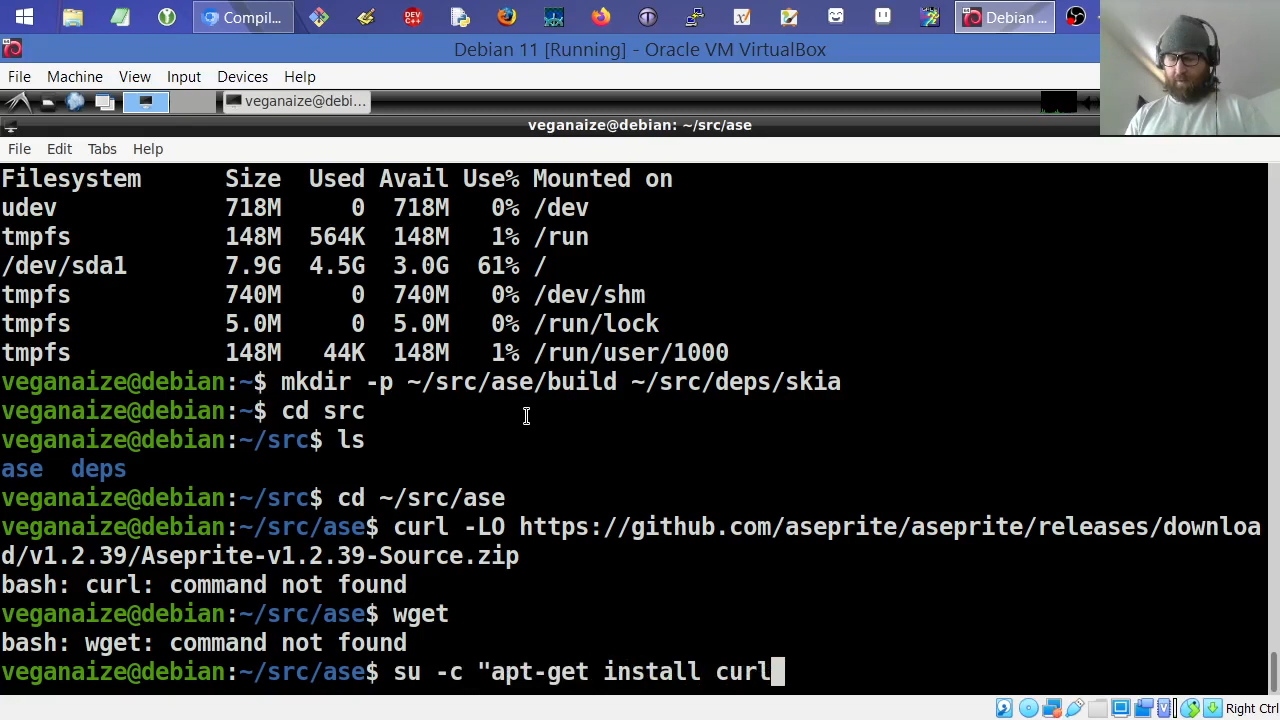 Compil...
Debian ...
Debian 11 [Running] - Oracle VM VirtualBox
File Machine View Input Devices Help
veganaize@debi...
veganaize@debian: ~/src/ase
File Edit Tabs Help
Filesystem Size Used Avail Use% Mounted on
udev 718M 0 718M 0% /dev
tmpfs 148M 564K 148M 1% /run
/dev/sda1 7.9G 4.5G 3.0G 61% /
tmpfs 740M 0 740M 0% /dev/shm
tmpfs 5.0M 0 5.0M 0% /run/lock
tmpfs 148M 44K 148M 1% /run/user/1000
veganaize@debian:~$ mkdir -p ~/src/ase/build ~/src/deps/skia
veganaize@debian:~$ cd src
veganaize@debian:~/src$ ls
ase deps
veganaize@debian:~/src$ cd ~/src/ase
veganaize@debian:~/src/ase$ curl -LO https://github.com/aseprite/aseprite/releases/downloa
d/v1.2.39/Aseprite-v1.2.39-Source.zip
bash: curl: command not found
veganaize@debian:~/src/ase$ wget
bash: wget: command not found
veganaize@debian:~/src/ase$ su -c "apt-get install curl
Right Ctrl